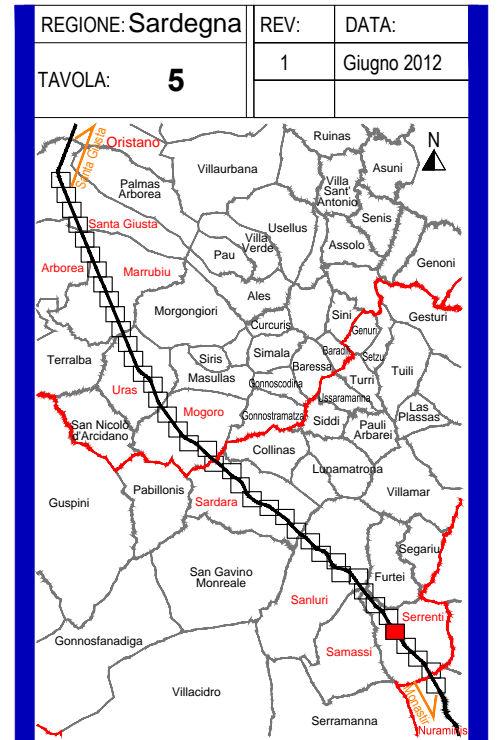 REGIONE: Sardegna
REV:
DATA:
TAVOLA: 5
1
Giugno 2012
N
Santa Giusta
Oristano
Ruinas
Villaurbana
Asuni
Palmas
Arborea
Villa
Sant'
Antonio
Senis
Santa Giusta
Usellus
Villa
Verde
Assolo
Pau
Genoni
Arborea
Marrubiu
Ales
Morgongiori
Sini
Gesturi
Curcuris
Genuri
Terralba
Siris
Simala
Baradili
Setzu
Baressa
Tuili
Masullas
Turri
Uras
Gonnoscodina
Ussaramanna
Mogoro
Gonnostramatza
Siddi
Las
Plassas
San Nicolò
d'Arcidano
Pauli
Arbarei
Collinas
Lunamatrona
Pabillonis
Villamar
Guspini
Sardara
Segariu
San Gavino
Monreale
Furtei
Sanluri
Serrenti
Gonnosfanadiga
Samassi
Villacidro
Monastir
Serramanna
Nuraminis